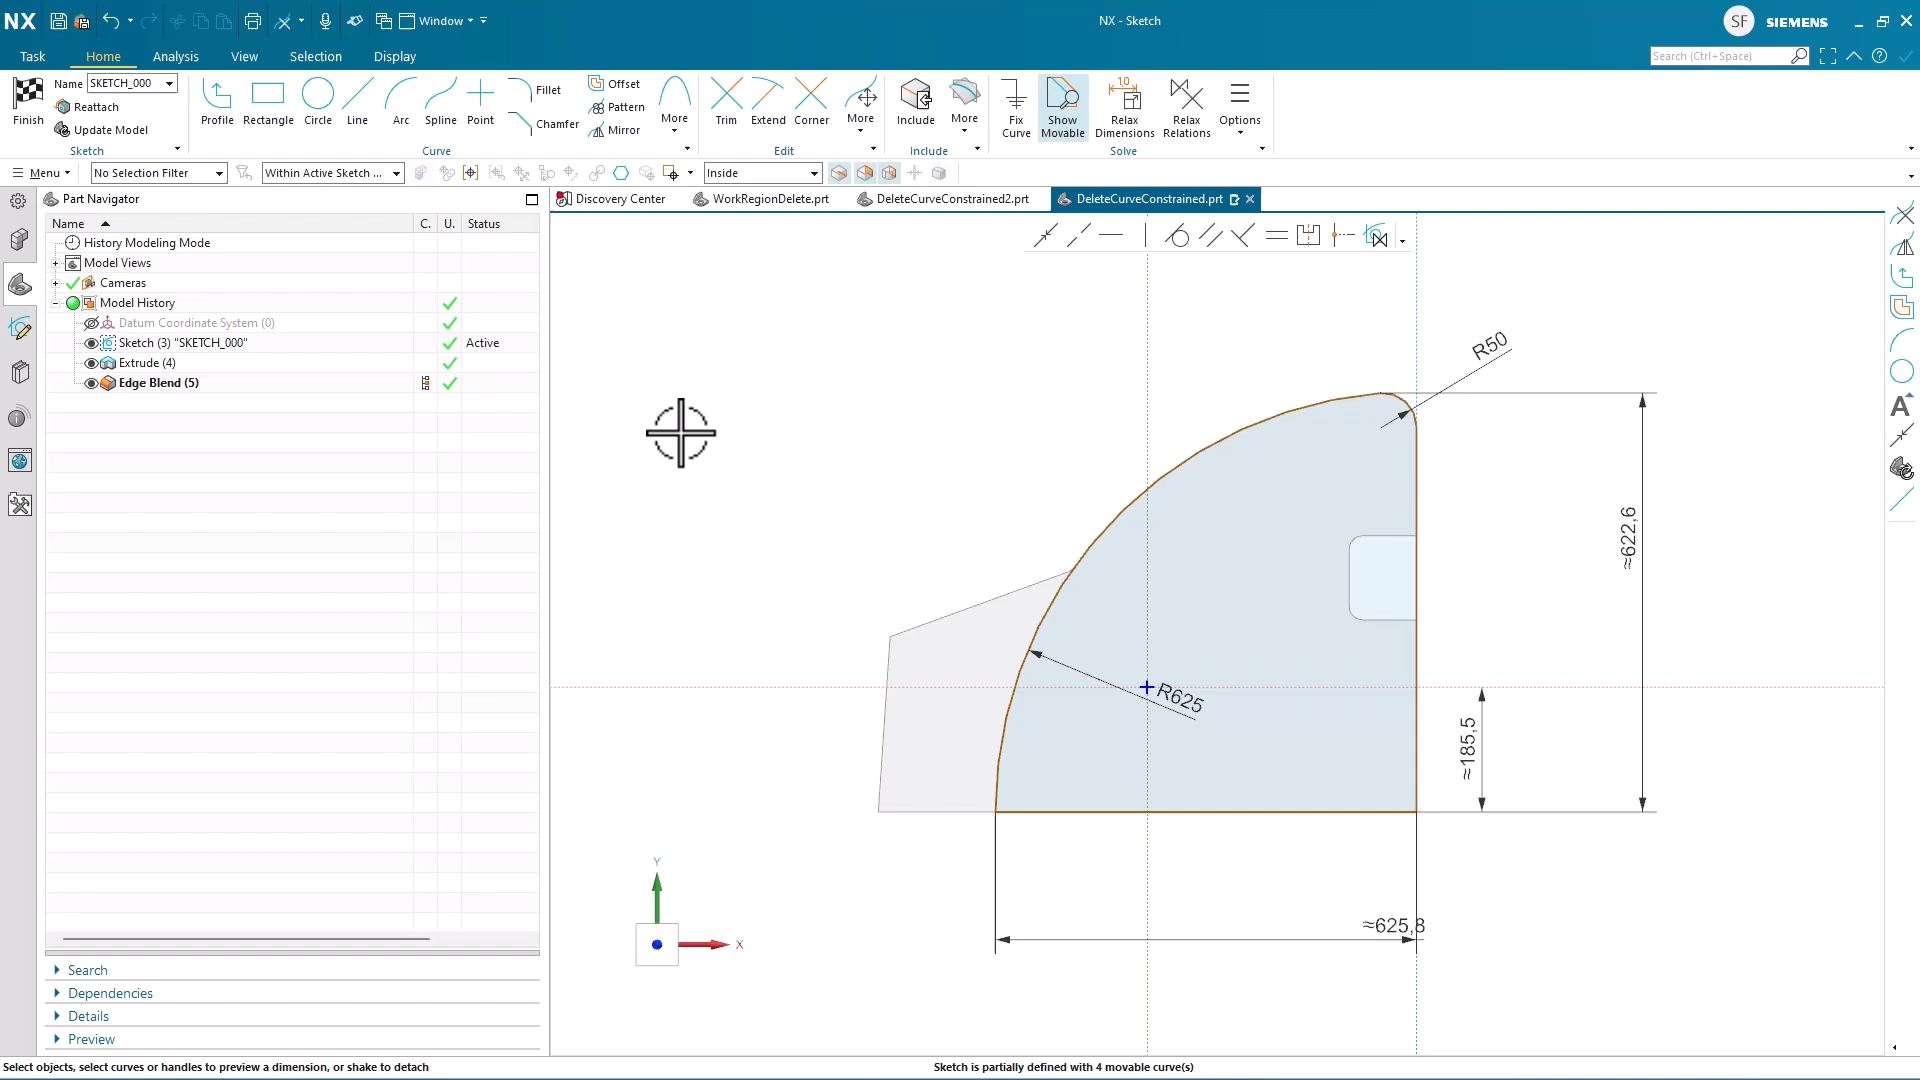 NX
Window
NX - Sketch
SF
SIEMENS
Task
Home
Analysis
View
Selection
Tools
Display
Search (Ctrl+Space)
Name
SKETCH_000
Reattach
Update Model
Finish
Sketch
Profile
Rectangle
Circle
Line
Arc
Spline
Point
Fillet
Chamfer
Offset
Pattern
Mirror
More
Curve
Trim
Extend
Corner
More
Edit
Include
More
Include
Fix Curve
Show Movable
10
Relax Dimensions
Relax Relations
Options
Solve
Menu
No Selection Filter
Within Active Sketch ...
Inside
Part Navigator
Discovery Center
WorkRegionDelete.prt
DeleteCurveConstrained2.prt
DeleteCurveConstrained.prt
Name
C.
U.
Status
History Modeling Mode
Model Views
Cameras
Model History
Datum Coordinate System (0)
Sketch (3) "SKETCH_000"
Active
Extrude (4)
Edge Blend (5)
Search
Dependencies
Details
Preview
R50
≈622,6
R625
≈185,5
≈625,8
Y
X
A
Select objects, select curves or handles to preview a dimension, or shake to detach
Sketch is partially defined with 4 movable curve(s)